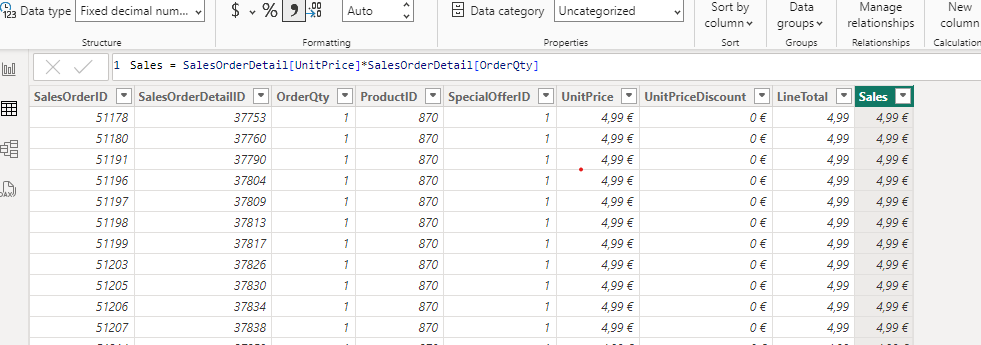 Data type Fixed decimal num...
$ % 9 .00 Auto
Data category Uncategorized
Sort by column
Data groups
Manage relationships
New column
Structure Formatting Properties Sort Groups Relationships Calculation
1 Sales = SalesOrderDetail[UnitPrice]*SalesOrderDetail[OrderQty]
SalesOrderID SalesOrderDetailID OrderQty ProductID SpecialOfferID UnitPrice UnitPriceDiscount LineTotal Sales
51178 37753 1 870 1 4,99 € 0 € 4,99 4,99 €
51180 37760 1 870 1 4,99 € 0 € 4,99 4,99 €
51191 37790 1 870 1 4,99 € 0 € 4,99 4,99 €
51196 37804 1 870 1 4,99 € 0 € 4,99 4,99 €
51197 37809 1 870 1 4,99 € 0 € 4,99 4,99 €
51198 37813 1 870 1 4,99 € 0 € 4,99 4,99 €
51199 37817 1 870 1 4,99 € 0 € 4,99 4,99 €
51203 37826 1 870 1 4,99 € 0 € 4,99 4,99 €
51205 37830 1 870 1 4,99 € 0 € 4,99 4,99 €
51206 37834 1 870 1 4,99 € 0 € 4,99 4,99 €
51207 37838 1 870 1 4,99 € 0 € 4,99 4,99 €